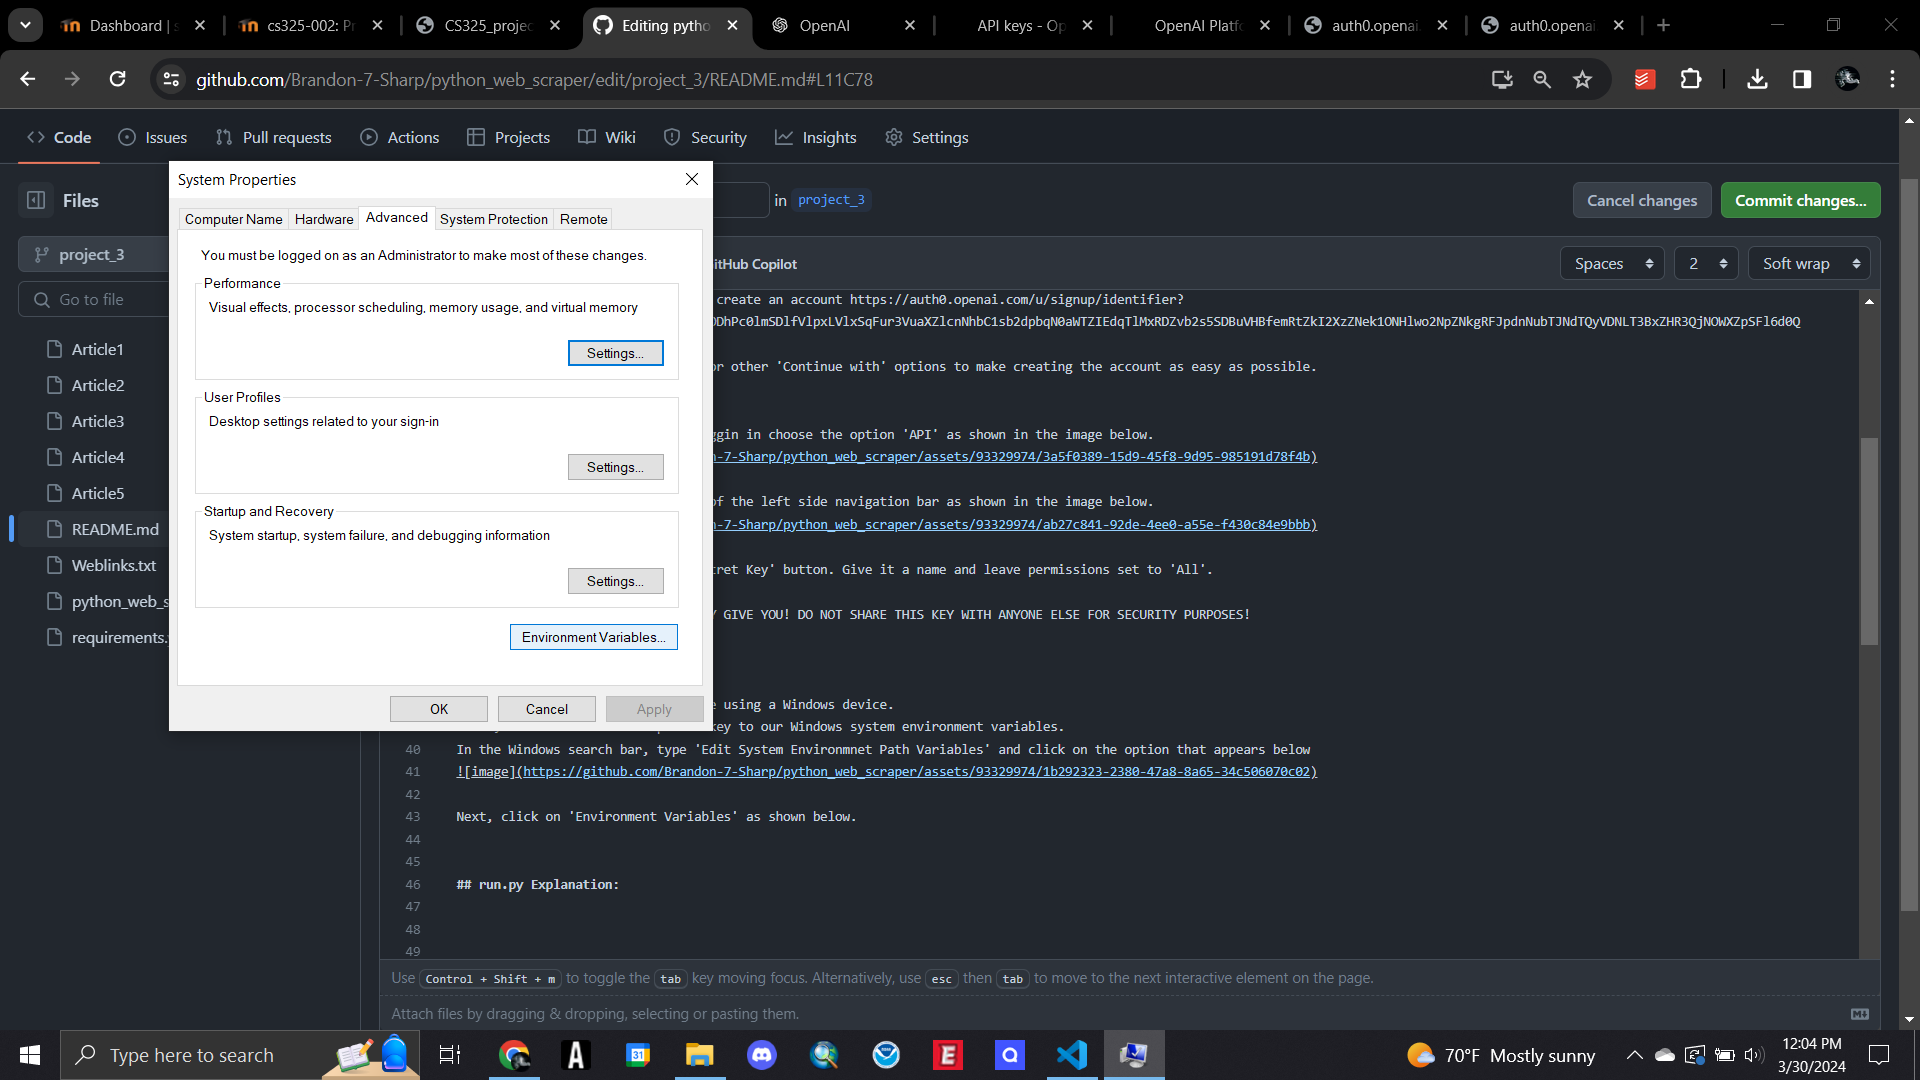 Dashboard | s
cs325-002: Pr
CS325_projec
Editing pytho
OpenAI
API keys - Op
OpenAI Platfo
auth0.openai.
auth0.openai
github.com/Brandon-7-Sharp/python_web_scraper/edit/project_3/README.md#L11C78
Code
Issues
Pull requests
Actions
Projects
Wiki
Security
Insights
Settings
Files
project_3
Go to file
Article1
Article2
Article3
Article4
Article5
README.md
Weblinks.txt
python_web_s
requirements.
System Properties
Computer Name
Hardware
Advanced
System Protection
Remote
You must be logged on as an Administrator to make most of these changes.
Performance
Visual effects, processor scheduling, memory usage, and virtual memory
Settings...
User Profiles
Desktop settings related to your sign-in
Settings...
Startup and Recovery
System startup, system failure, and debugging information
Settings...
Environment Variables...
OK
Cancel
Apply
in project_3
Cancel changes
Commit changes...
itHub Copilot
Spaces
2
Soft wrap
create an account https://auth0.openai.com/u/signup/identifier?
or other 'Continue with' options to make creating the account as easy as possible.
ggin in choose the option 'API' as shown in the image below.
n-7-Sharp/python_web_scraper/assets/93329974/3a5f0389-15d9-45f8-9d95-985191d78f4b)
of the left side navigation bar as shown in the image below.
n-7-Sharp/python_web_scraper/assets/93329974/ab27c841-92de-4ee0-a55e-f430c84e9bbb)
cret Key' button. Give it a name and leave permissions set to 'All'.
Y GIVE YOU! DO NOT SHARE THIS KEY WITH ANYONE ELSE FOR SECURITY PURPOSES!
e using a Windows device.
key to our Windows system environment variables.
40 In the Windows search bar, type 'Edit System Environmnet Path Variables' and click on the option that appears below
41 ![image](https://github.com/Brandon-7-Sharp/python_web_scraper/assets/93329974/1b292323-2380-47a8-8a65-34c506070c02)
42
43 Next, click on 'Environment Variables' as shown below.
44
45
46 ## run.py Explanation:
47
48
49
Use Control + Shift + m to toggle the tab key moving focus. Alternatively, use esc then tab to move to the next interactive element on the page.
Attach files by dragging & dropping, selecting or pasting them.
Type here to search
31
70°F Mostly sunny
12:04 PM
3/30/2024